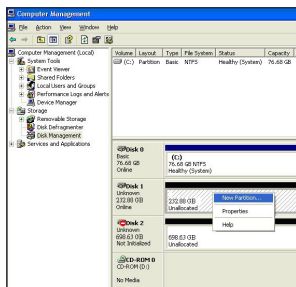 Computer Management
File Action View Window Help
Computer Management (Local)
System Tools
Event Viewer
Shared Folders
Local Users and Groups
Performance Logs and Alerts
Device Manager
Storage
Removable Storage
Disk Defragmenter
Disk Management
Services and Applications
Volume Layout Type File System Status Capacity
(C:) Partition Basic NTFS Healthy (System) 76.68 GB
Disk 0
Basic
76.68 GB
Online
(C:)
76.68 GB NTFS
Healthy (System)
Disk 1
Unknown
232.88 GB
Online
232.88 GB
Unallocated
New Partition...
Properties
Help
Disk 2
Unknown
698.63 GB
Not Initialized
698.63 GB
Unallocated
CD-ROM 0
CD-ROM (D:)
No Media